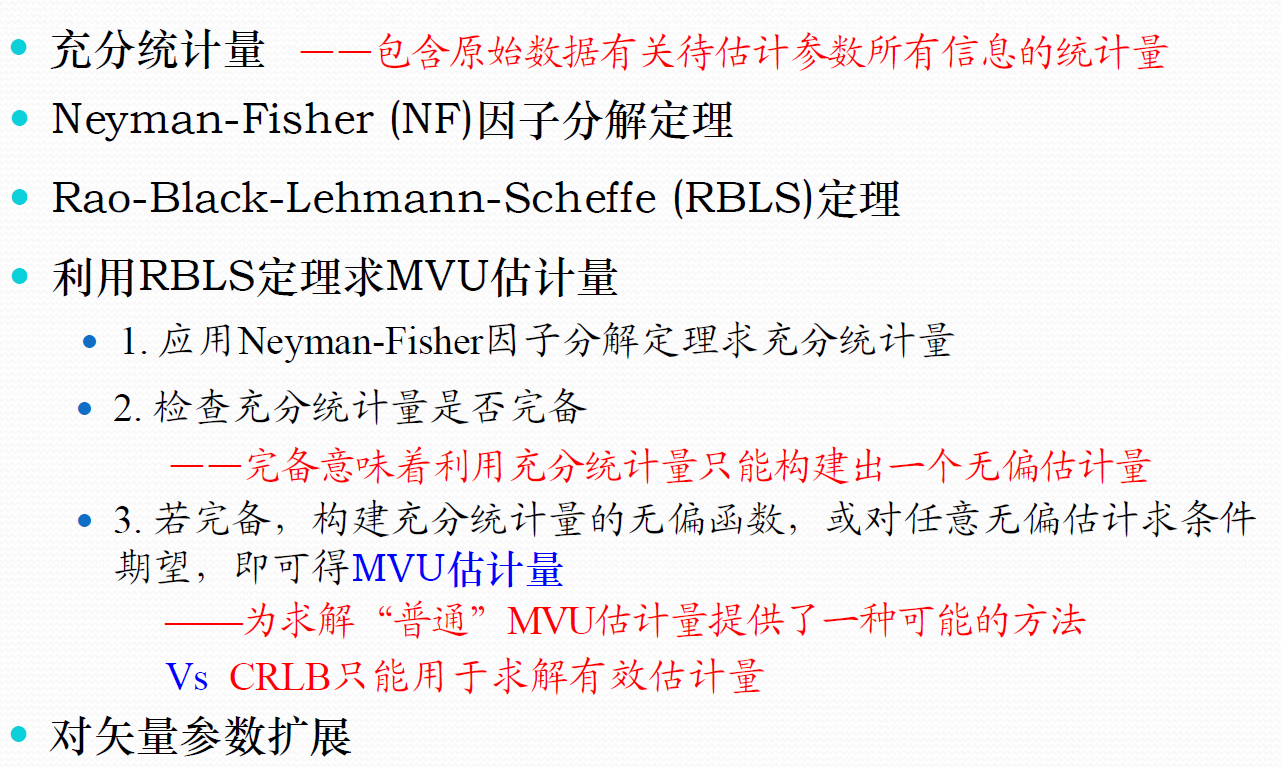 • 充分统计量 ——包含原始数据有关待估计参数所有信息的统计量
• Neyman-Fisher (NF)因子分解定理
• Rao-Black-Lehmann-Scheffe (RBLS)定理
• 利用RBLS定理求MVU估计量
• 1. 应用Neyman-Fisher因子分解定理求充分统计量
• 2. 检查充分统计量是否完备
——完备意味着利用充分统计量只能构建出一个无偏估计量
• 3. 若完备，构建充分统计量的无偏函数，或对任意无偏估计求条件
期望，即可得MVU估计量
——为求解“普通”MVU估计量提供了一种可能的方法
Vs CRLB只能用于求解有效估计量
• 对矢量参数扩展